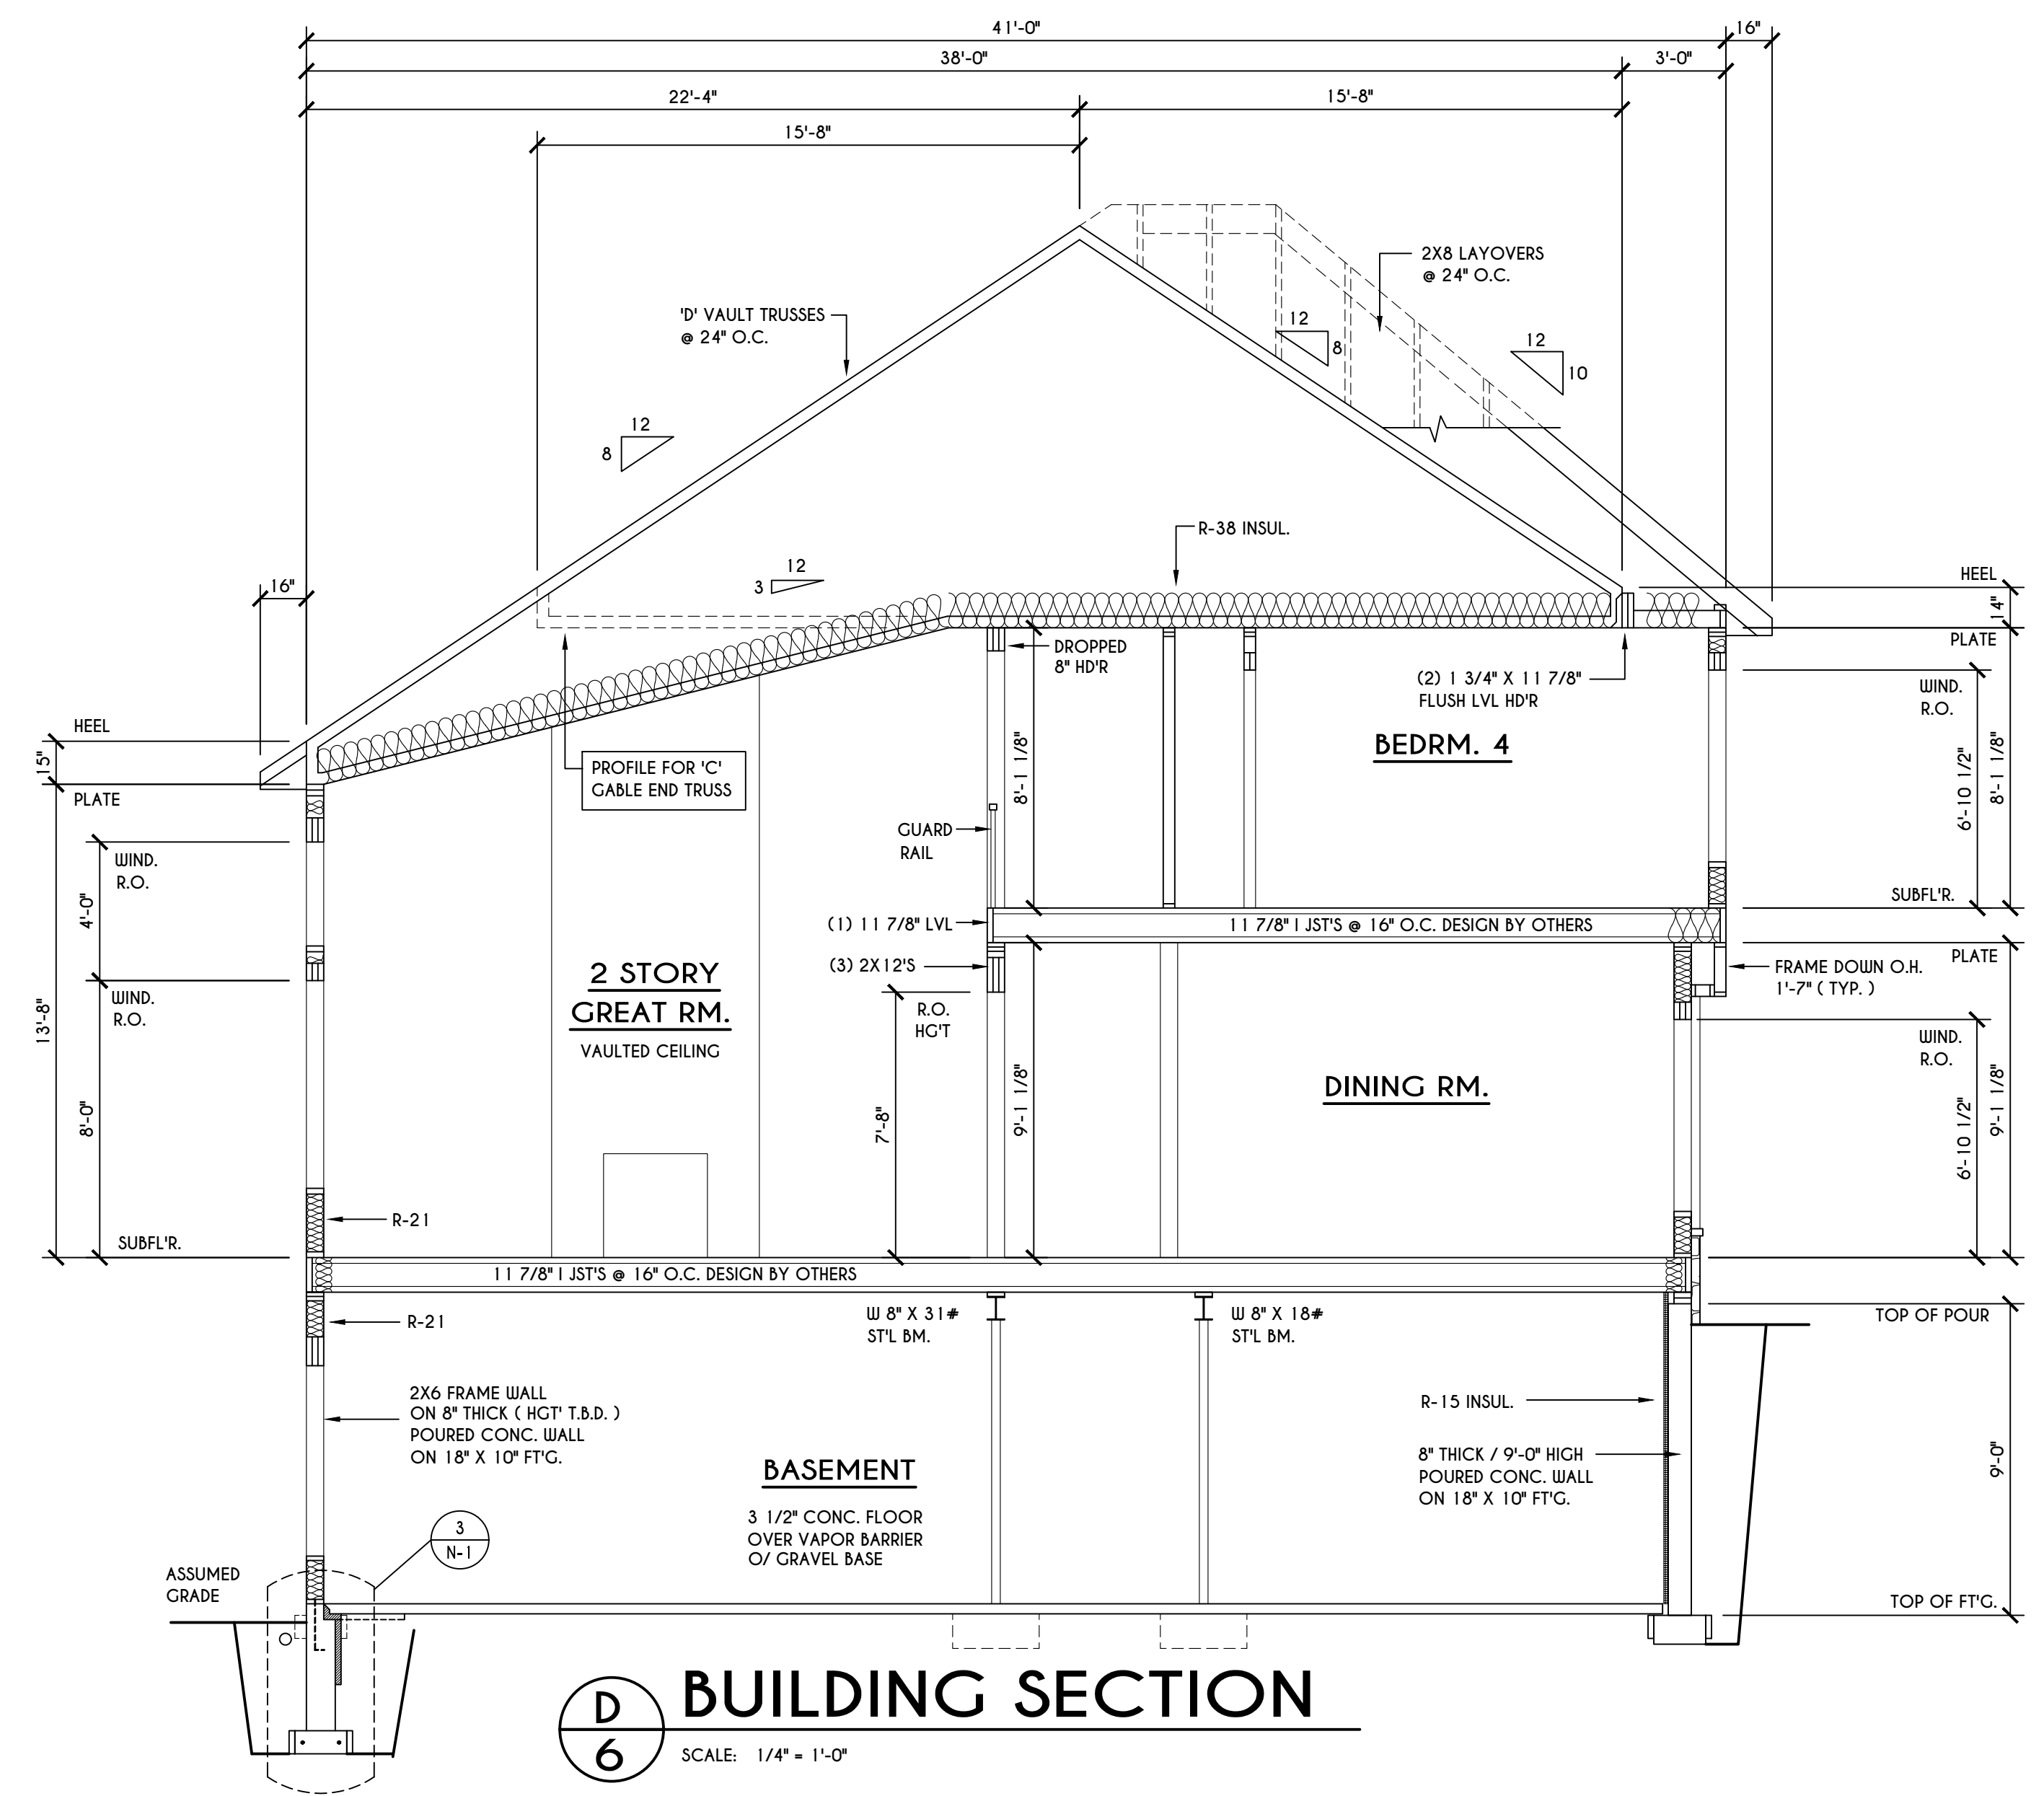 41'-0"
16"
38'-0"
3'-0"
22'-4"
15'-8"
15'-8"
2X8 LAYOVERS
@ 24" O.C.
'D' VAULT TRUSSES
@ 24" O.C.
12
8
12
10
12
8
R-38 INSUL.
12
3
16"
HEEL
14"
PLATE
DROPPED
8" HD'R
(2) 1 3/4" X 11 7/8"
FLUSH LVL HD'R
WIND.
R.O.
HEEL
15"
PLATE
BEDRM. 4
PROFILE FOR 'C'
GABLE END TRUSS
8'-1 1/8"
6'-10 1/2"
8'-1 1/8"
GUARD
RAIL
WIND.
R.O.
4'-0"
SUBFL'R.
(1) 11 7/8" LVL
11 7/8" I JST'S @ 16" O.C. DESIGN BY OTHERS
PLATE
(3) 2X12'S
FRAME DOWN O.H.
1'-7" ( TYP. )
2 STORY
GREAT RM.
VAULTED CEILING
WIND.
R.O.
R.O.
HG'T
13'-8"
WIND.
R.O.
DINING RM.
8'-0"
7'-8"
9'-1 1/8"
6'-10 1/2"
9'-1 1/8"
R-21
SUBFL'R.
11 7/8" I JST'S @ 16" O.C. DESIGN BY OTHERS
R-21
W 8" X 31#
ST'L BM.
W 8" X 18#
ST'L BM.
TOP OF POUR
2X6 FRAME WALL
ON 8" THICK ( HGT' T.B.D. )
POURED CONC. WALL
ON 18" X 10" FT'G.
R-15 INSUL.
8" THICK / 9'-0" HIGH
POURED CONC. WALL
ON 18" X 10" FT'G.
9'-0"
BASEMENT
3 1/2" CONC. FLOOR
OVER VAPOR BARRIER
O/ GRAVEL BASE
3
N-1
ASSUMED
GRADE
TOP OF FT'G.
D
6
BUILDING SECTION
SCALE: 1/4" = 1'-0"